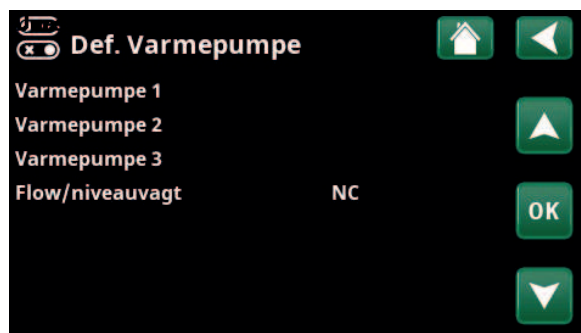 Def. Varmepumpe
Varmepumpe 1
Varmepumpe 2
Varmepumpe 3
Flow/niveauvagt NC
OK